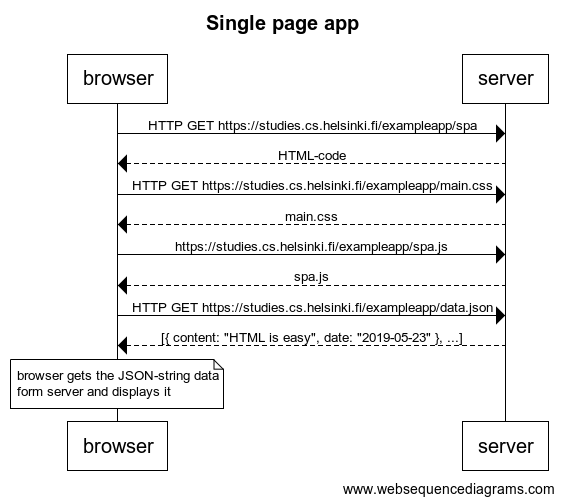 Single page app
browser
server
HTTP GET https://studies.cs.helsinki.fi/exampleapp/spa
HTML-code
HTTP GET https://studies.cs.helsinki.fi/exampleapp/main.css
main.css
https://studies.cs.helsinki.fi/exampleapp/spa.js
spa.js
HTTP GET https://studies.cs.helsinki.fi/exampleapp/data.json
[{ content: "HTML is easy", date: "2019-05-23" }, ...]
browser gets the JSON-string data
form server and displays it
browser
server
www.websequencediagrams.com